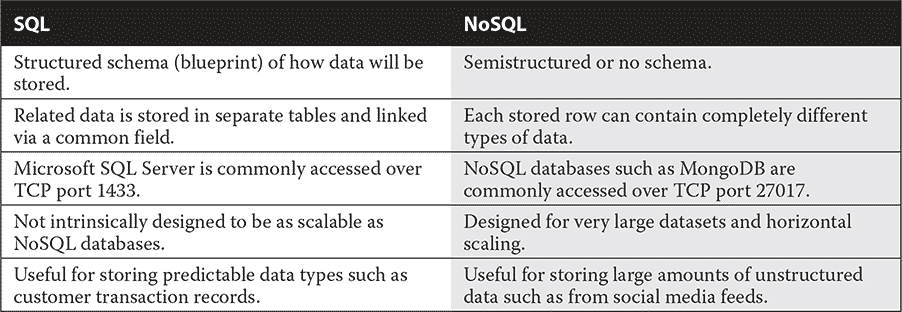 SQL
NoSQL
Structured schema (blueprint) of how data will be
stored.
Semistructured or no schema.
Related data is stored in separate tables and linked
via a common field.
Each stored row can contain completely different
types of data.
Microsoft SQL Server is commonly accessed over
TCP port 1433.
NoSQL databases such as MongoDB are
commonly accessed over TCP port 27017.
Not intrinsically designed to be as scalable as
NoSQL databases.
Designed for very large datasets and horizontal
scaling.
Useful for storing predictable data types such as
customer transaction records.
Useful for storing large amounts of unstructured
data such as from social media feeds.